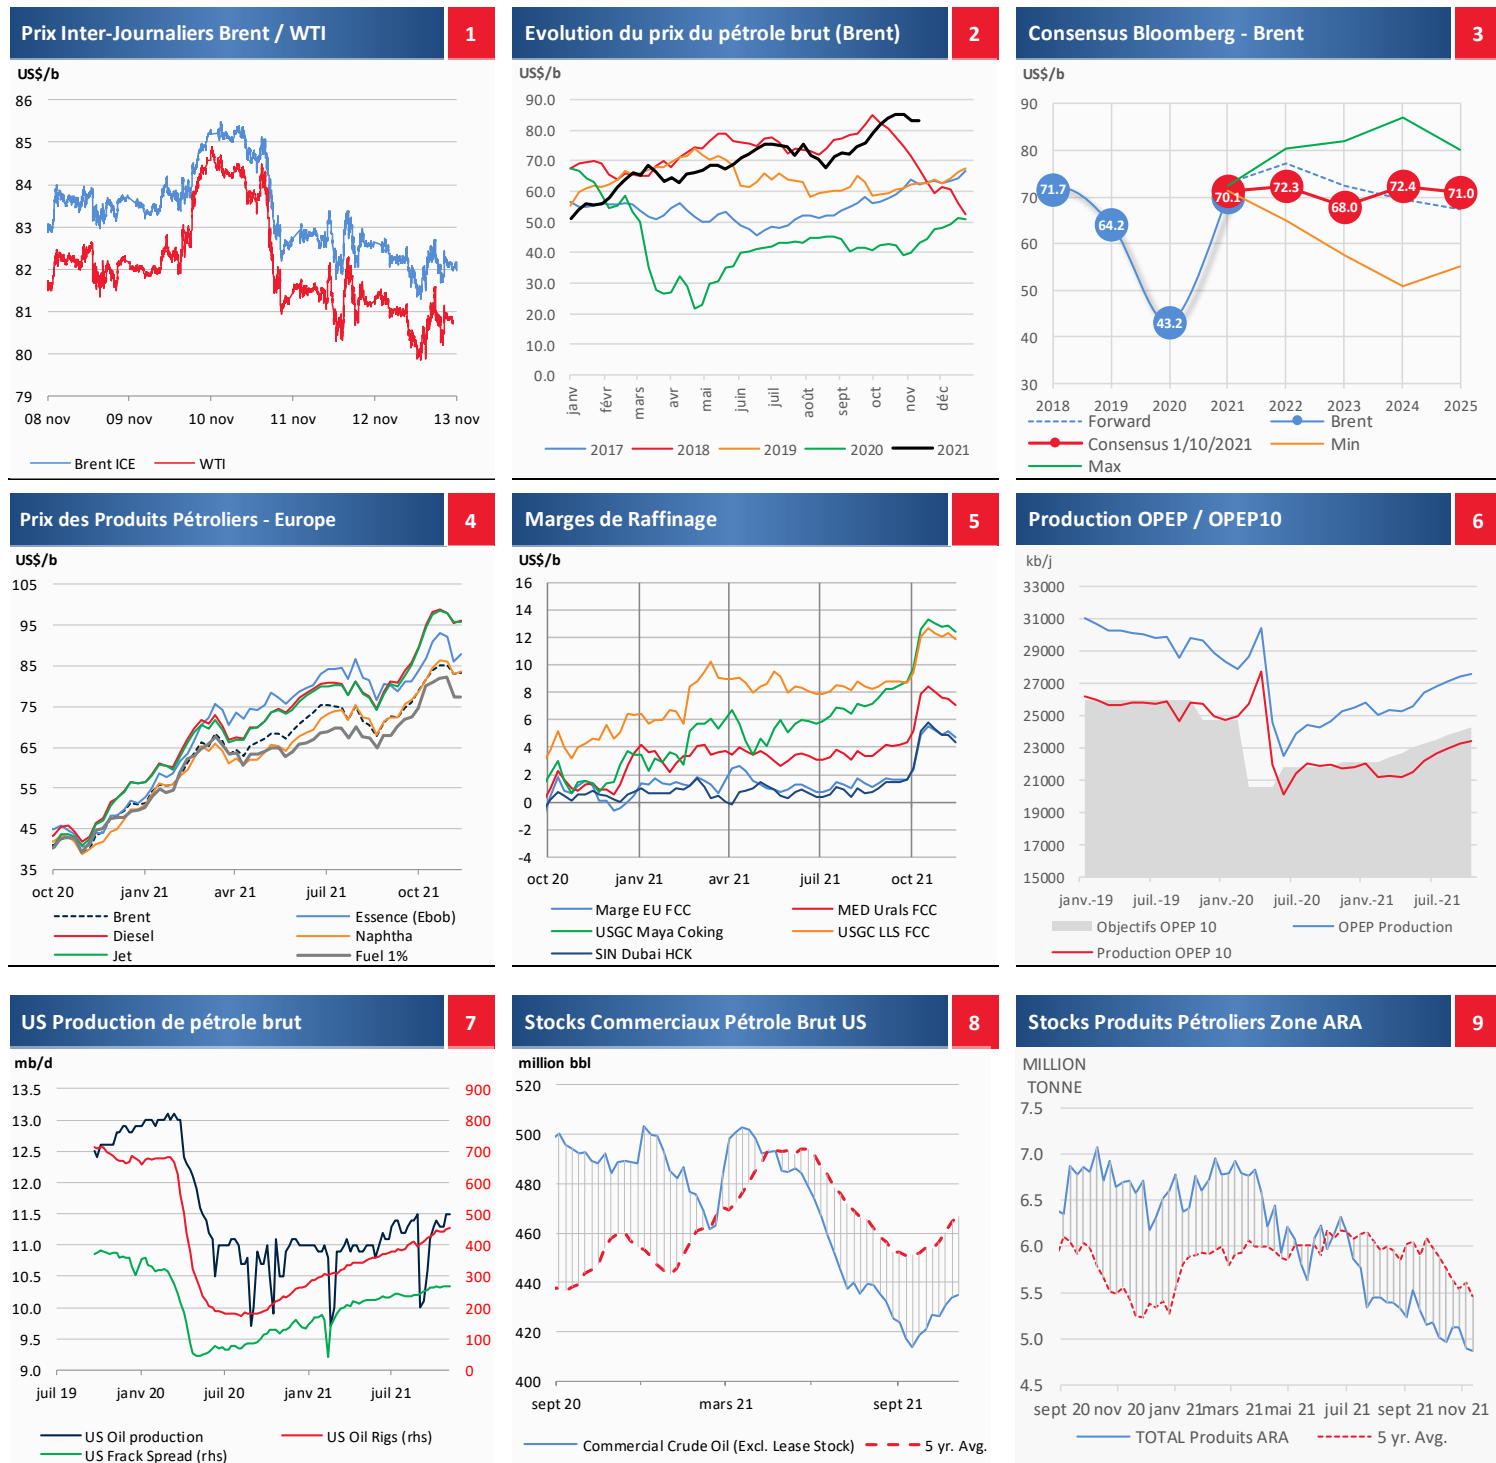 Prix Inter-Journaliers Brent / WTI
1
US$/b
86
85
84
83
82
81
80
79
08 nov 09 nov 10 nov 11 nov 12 nov 13 nov
Brent ICE WTI
Evolution du prix du pétrole brut (Brent)
2
US$/b
90.0
80.0
70.0
60.0
50.0
40.0
30.0
20.0
10.0
0.0
janv févr mars avr mai juin juil août sept oct nov déc
2017 2018 2019 2020 2021
Consensus Bloomberg - Brent
3
US$/b
90
80
70
60
50
40
30
71.7 64.2 43.2 70.1 72.3 68.0 72.4 71.0
2018 2019 2020 2021 2022 2023 2024 2025
Forward Brent
Consensus 1/10/2021 Min
Max
Prix des Produits Pétroliers - Europe
4
US$/b
105
95
85
75
65
55
45
35
oct 20 janv 21 avr 21 juil 21 oct 21
Brent Essence (Ebob)
Diesel Naphtha
Jet Fuel 1%
Marges de Raffinage
5
US$/b
16
14
12
10
8
6
4
2
0
-2
-4
oct 20 janv 21 avr 21 juil 21 oct 21
Marge EU FCC MED Urals FCC
USGC Maya Coking USGC LLS FCC
SIN Dubai HCK
Production OPEP / OPEP10
6
kb/j
33000
31000
29000
27000
25000
23000
21000
19000
17000
15000
janv.-19 juil.-19 janv.-20 juil.-20 janv.-21 juil.-21
Objectifs OPEP 10 OPEP Production
Production OPEP 10
US Production de pétrole brut
7
mb/d
13.5 900
13.0 800
12.5 700
12.0 600
11.5 500
11.0 400
10.5 300
10.0 200
9.5 100
9.0 0
juil 19 janv 20 juil 20 janv 21 juil 21
US Oil production US Oil Rigs (rhs)
US Frack Spread (rhs)
Stocks Commerciaux Pétrole Brut US
8
million bbl
520
500
480
460
440
420
400
sept 20 mars 21 sept 21
Commercial Crude Oil (Excl. Lease Stock) 5 yr. Avg.
Stocks Produits Pétroliers Zone ARA
9
MILLION
TONNE
7.5
7.0
6.5
6.0
5.5
5.0
4.5
sept 20 nov 20 janv 21 mars 21 mai 21 juil 21 sept 21 nov 21
TOTAL Produits ARA 5 yr. Avg.